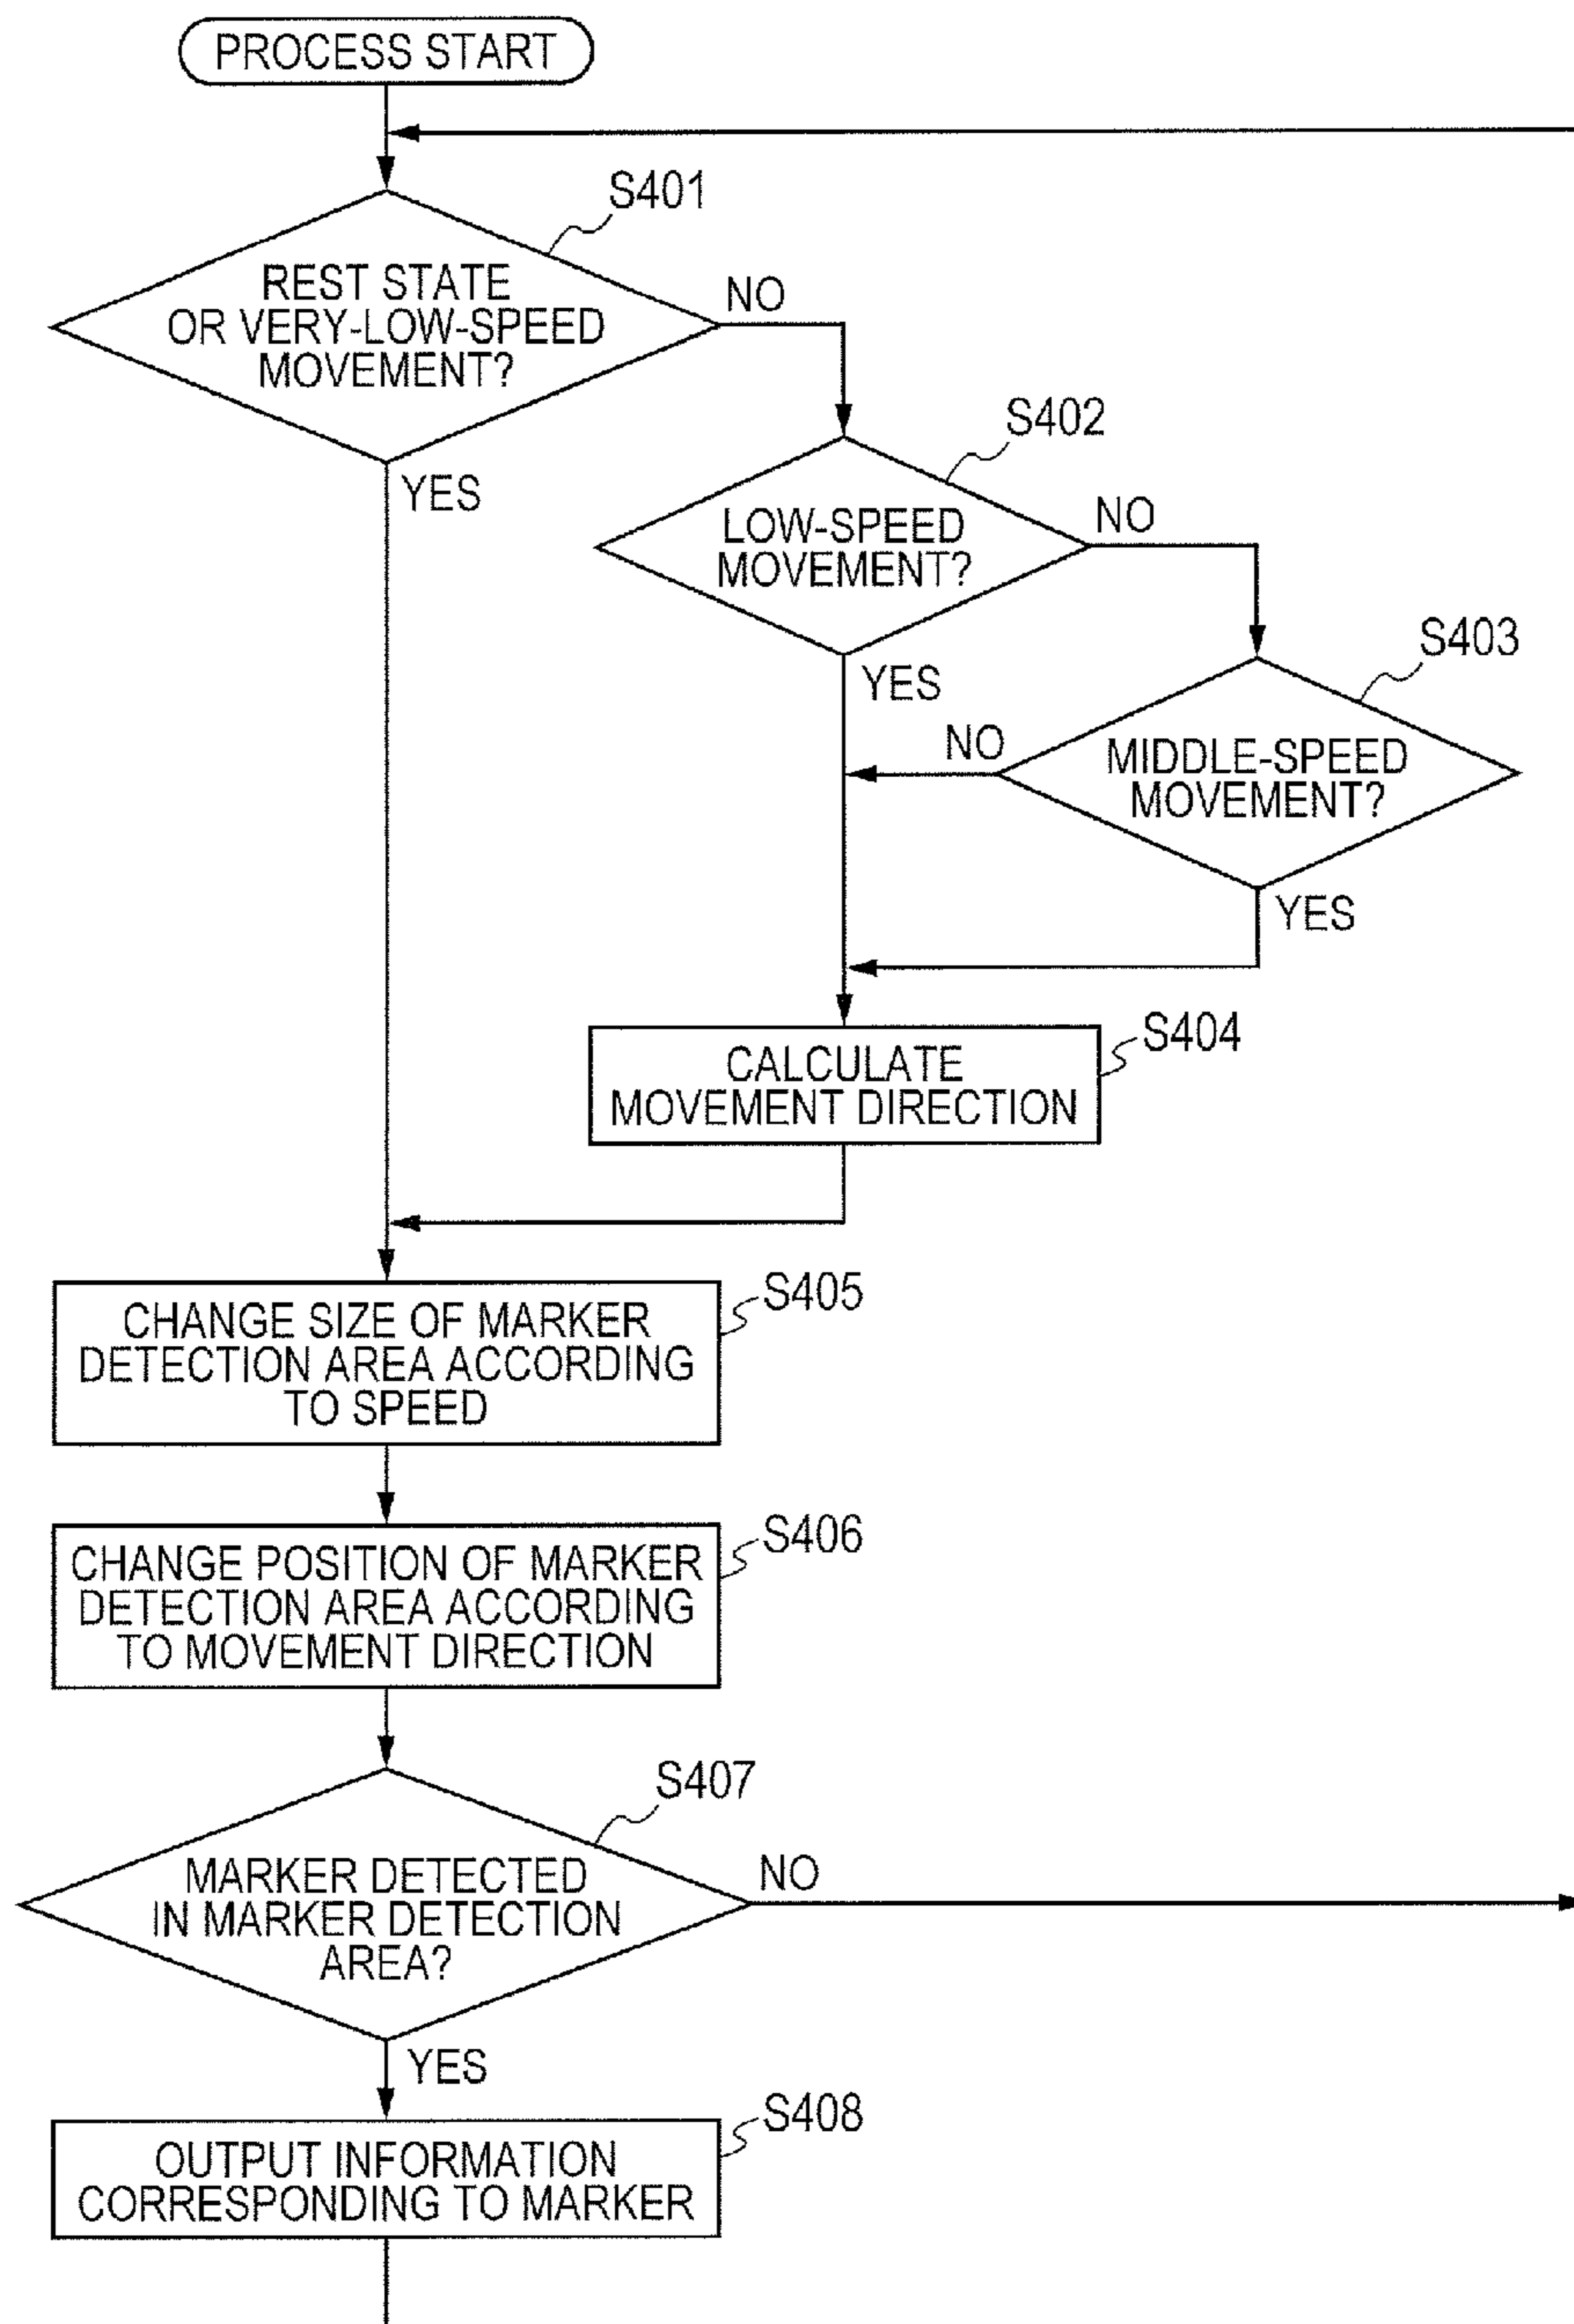 PROCESS START
S401
REST STATE
OR VERY-LOW-SPEED
MOVEMENT?
NO
YES
S402
LOW-SPEED
MOVEMENT?
NO
YES
S403
MIDDLE-SPEED
MOVEMENT?
NO
YES
S404
CALCULATE
MOVEMENT DIRECTION
S405
CHANGE SIZE OF MARKER
DETECTION AREA ACCORDING
TO SPEED
S406
CHANGE POSITION OF MARKER
DETECTION AREA ACCORDING
TO MOVEMENT DIRECTION
S407
MARKER DETECTED
IN MARKER DETECTION
AREA?
NO
YES
S408
OUTPUT INFORMATION
CORRESPONDING TO MARKER